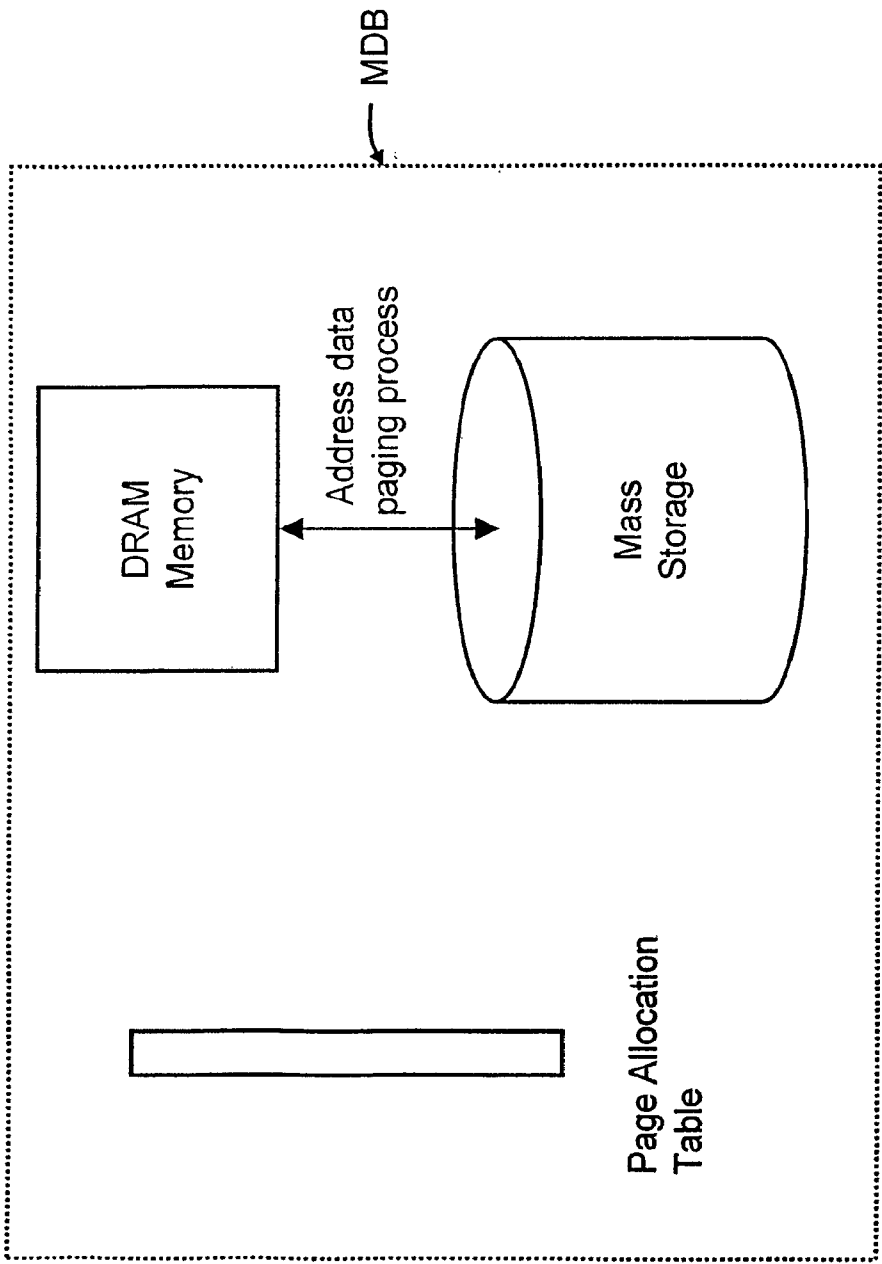 MDB
DRAM
Memory
Address data
paging process
Mass
Storage
Page Allocation
Table